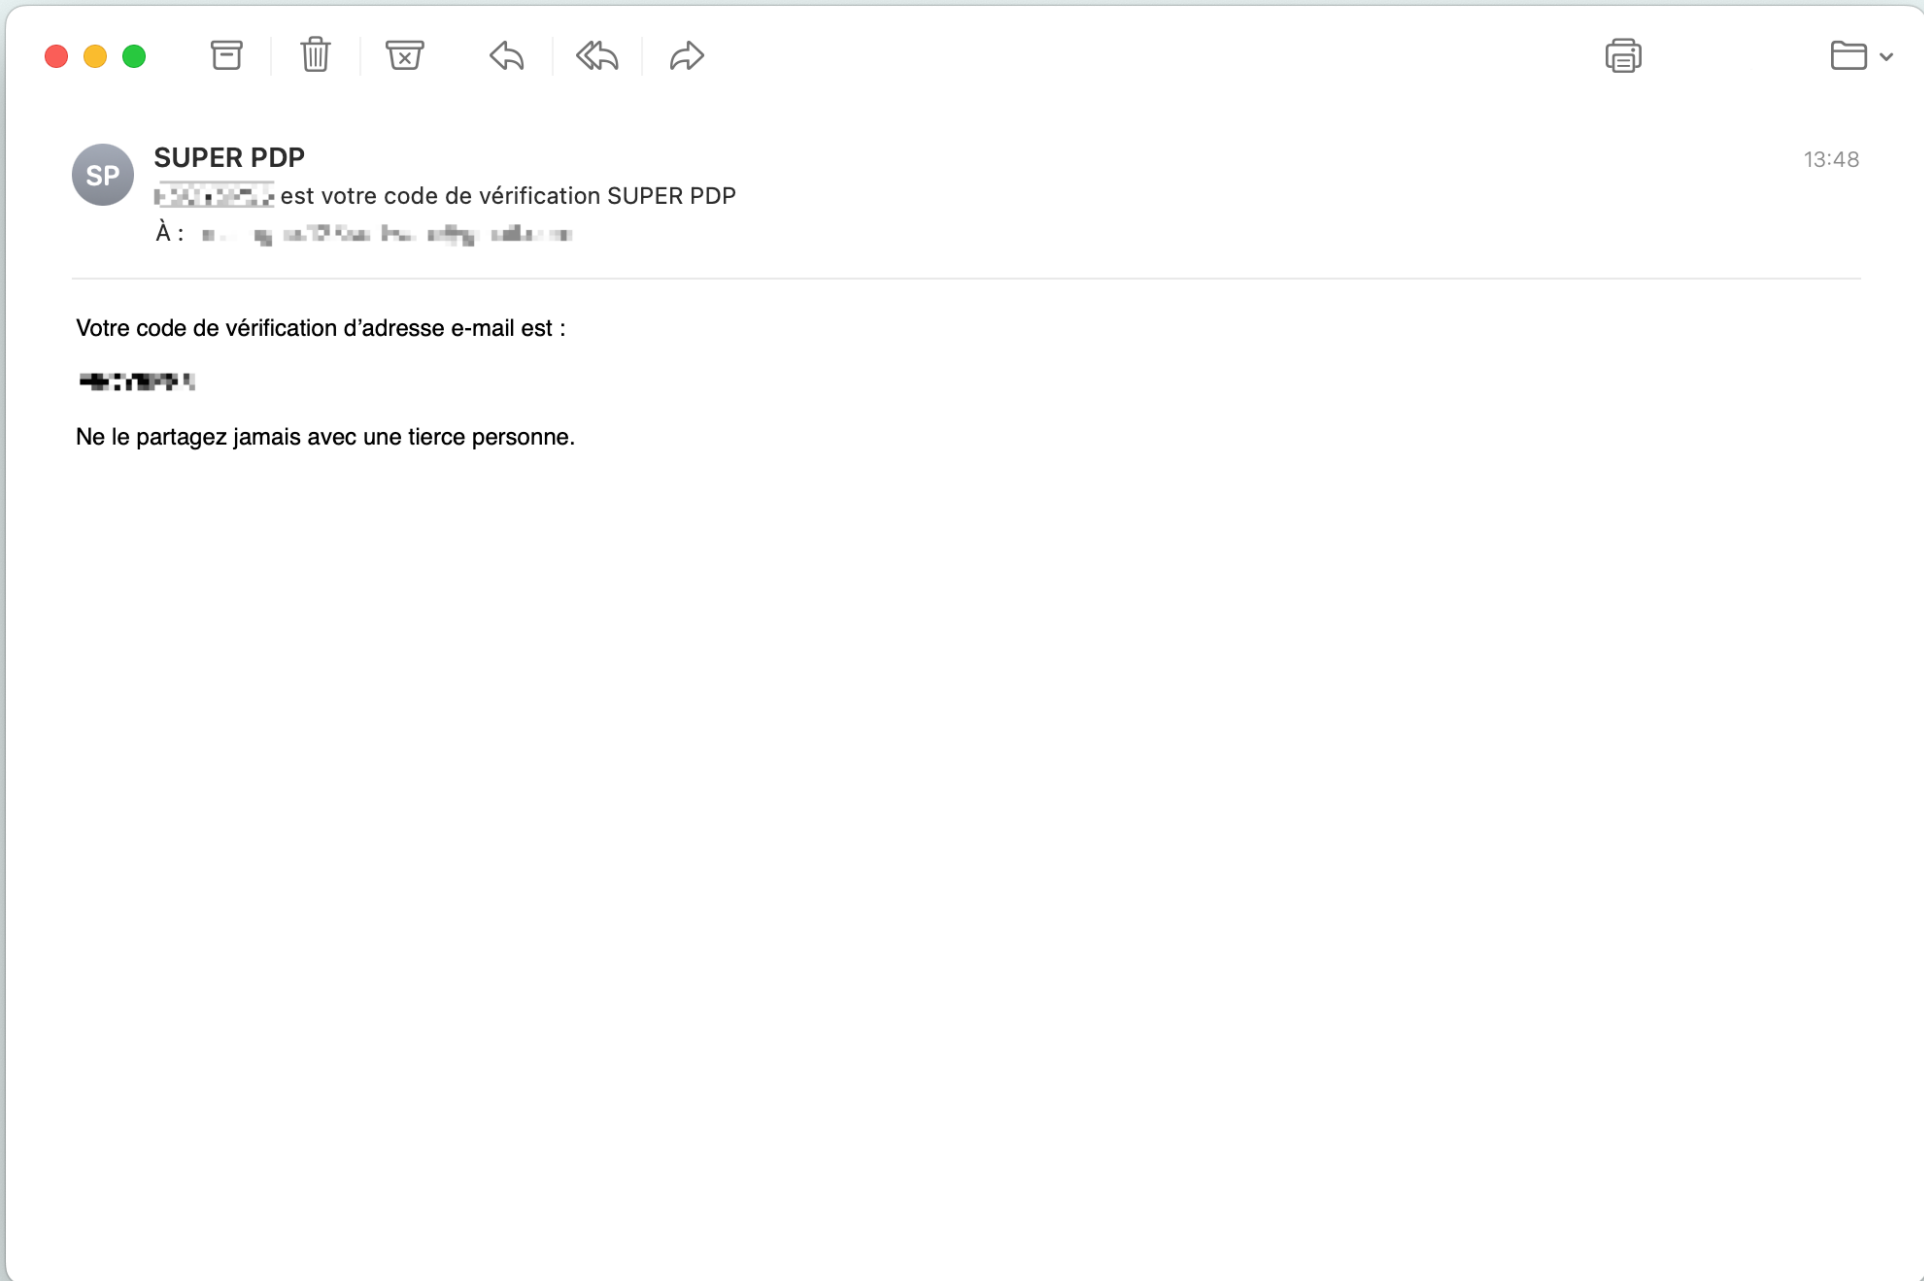 SUPER PDP
13:48
SP
est votre code de vérification SUPER PDP
À :
Votre code de vérification d’adresse e-mail est :
Ne le partagez jamais avec une tierce personne.